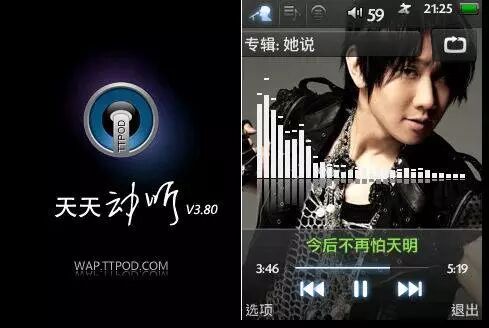 TTPOD
天天动听 V3.80
WAP.TTPOD.COM
59
21:25
专辑: 她说
今后不再怕天明
3:46
5:19
选项
退出